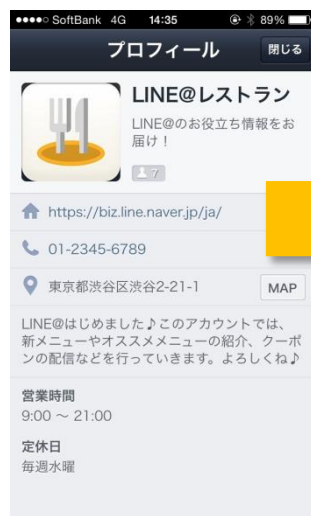 SoftBank 4G 14:35 89%
プロフィール 閉じる
LINE@レストラン
LINE@のお役立ち情報をお
届け！
7
https://biz.line.naver.jp/ja/
01-2345-6789
東京都渋谷区渋谷2-21-1 MAP
LINE@はじめました♪このアカウントでは、
新メニューやオススメメニューの紹介、クーポ
ンの配信などを行っていきます。よろしくね♪
営業時間
9:00 〜 21:00
定休日
毎週水曜